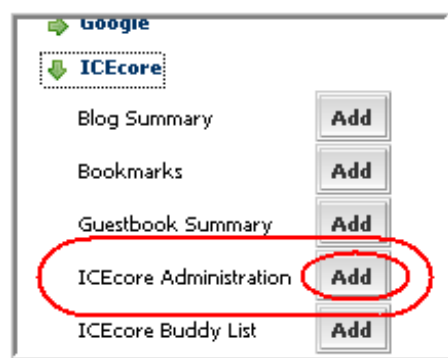 Google
ICEcore
Blog Summary Add
Bookmarks Add
Guestbook Summary Add
ICEcore Administration Add
ICEcore Buddy List Add